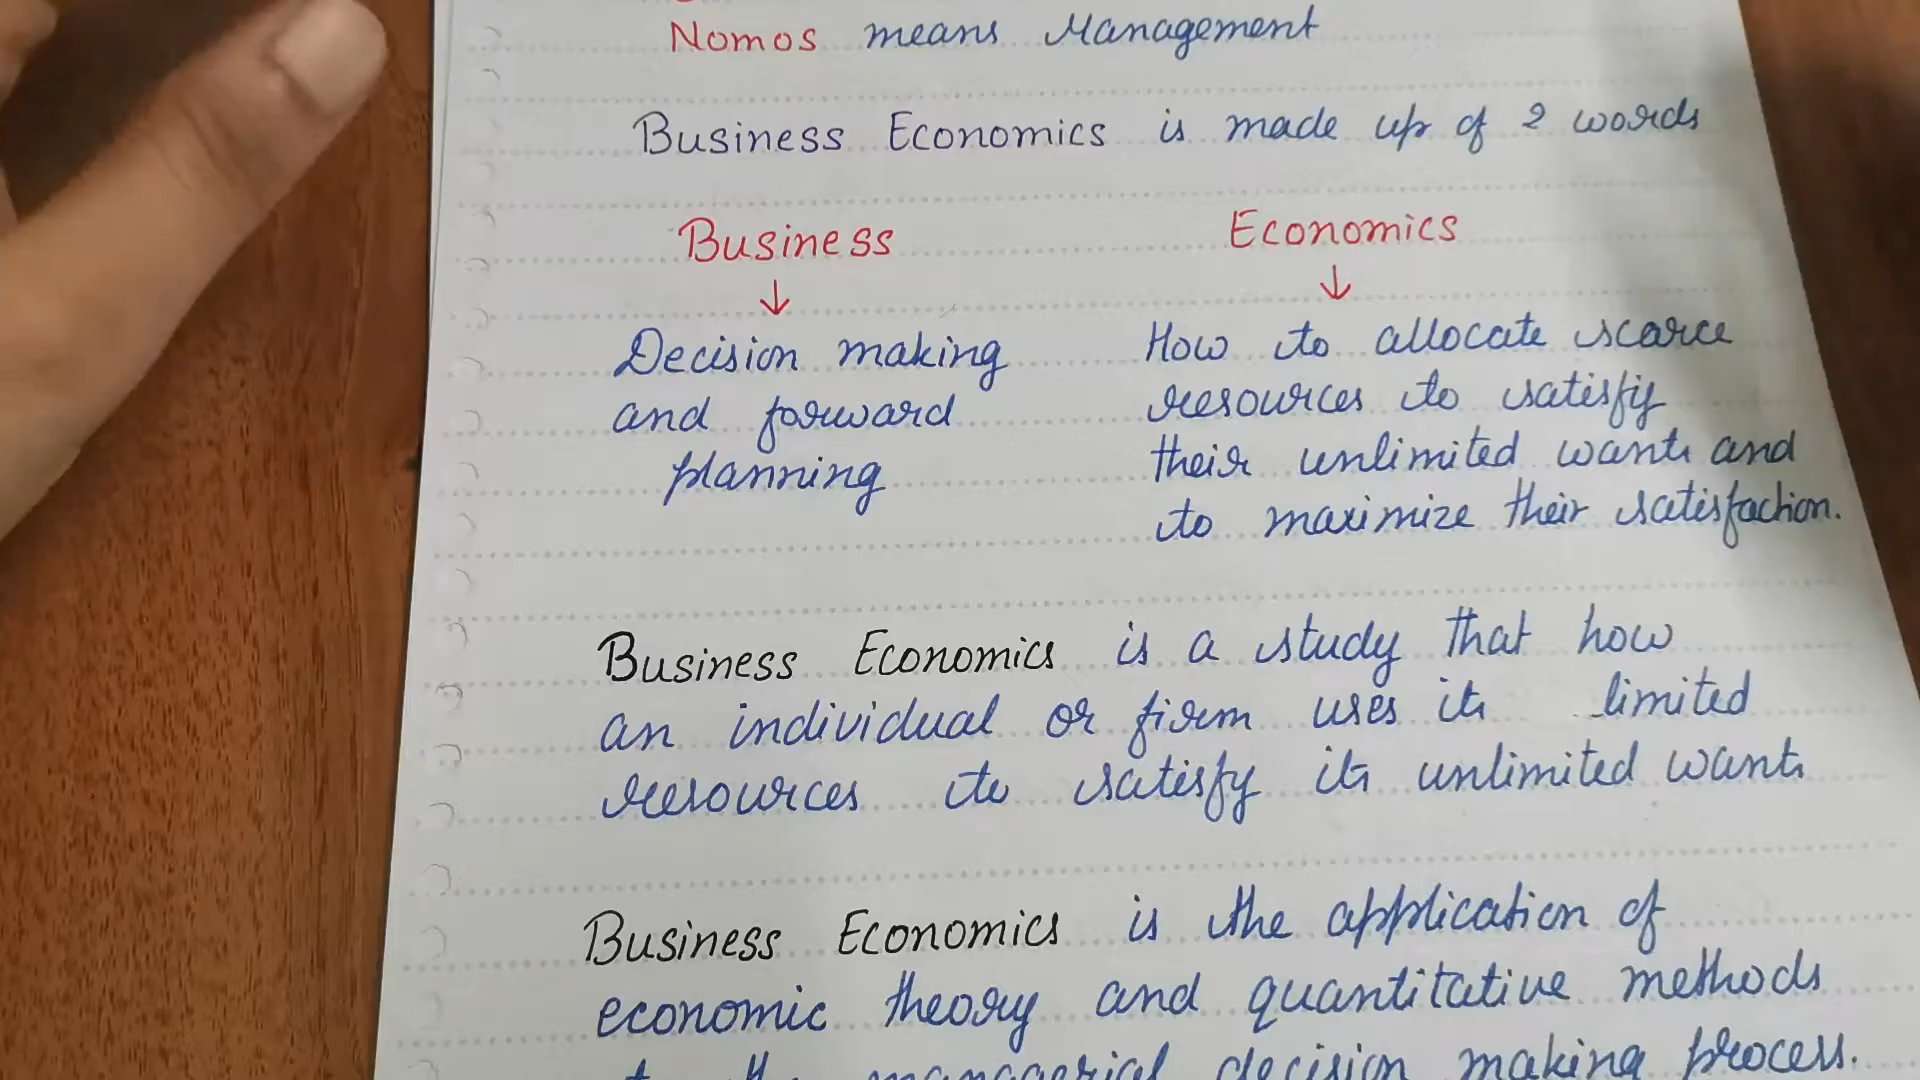 Nomos means Management
Business Economics is made up of 2 words
Business Economics
↓ ↓
Decision making
and forward
planning
How to allocate scarce
resources to satisfy
their unlimited wants and
to maximize their satisfaction.
Business Economics is a study that how
an individual or firm uses its limited
resources to satisfy its unlimited wants
Business Economics is the application of
economic theory and quantitative methods
to the managerial decision making process.